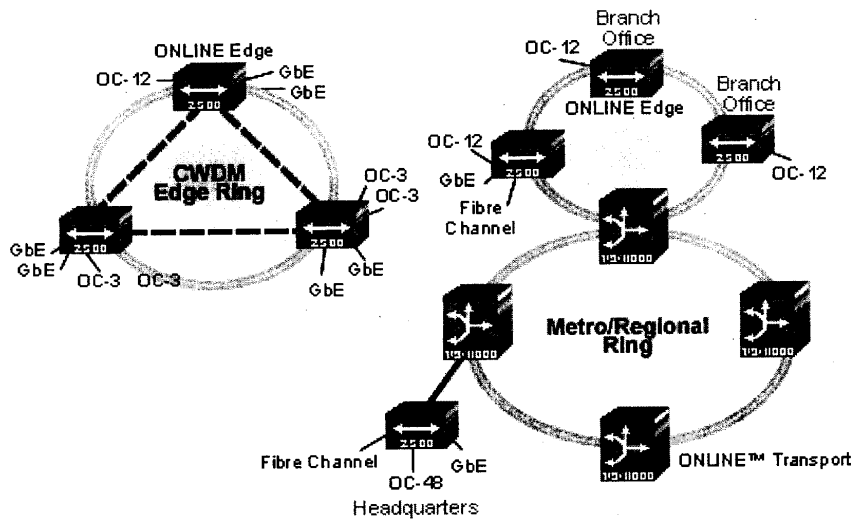 ONLINE Edge
OC-12
GbE
GbE
2500
CWDM
Edge Ring
OC-3
OC-3
2500
2500
GbE
GbE
OC-3
OC-3
GbE
GbE
Branch
Office
OC-12
2500
ONLINE Edge
Branch
Office
2500
OC-12
OC-12
GbE
2500
Fibre
Channel
Metro/Regional
Ring
2500
Fibre Channel
OC-48
GbE
Headquarters
ONLINE™ Transport